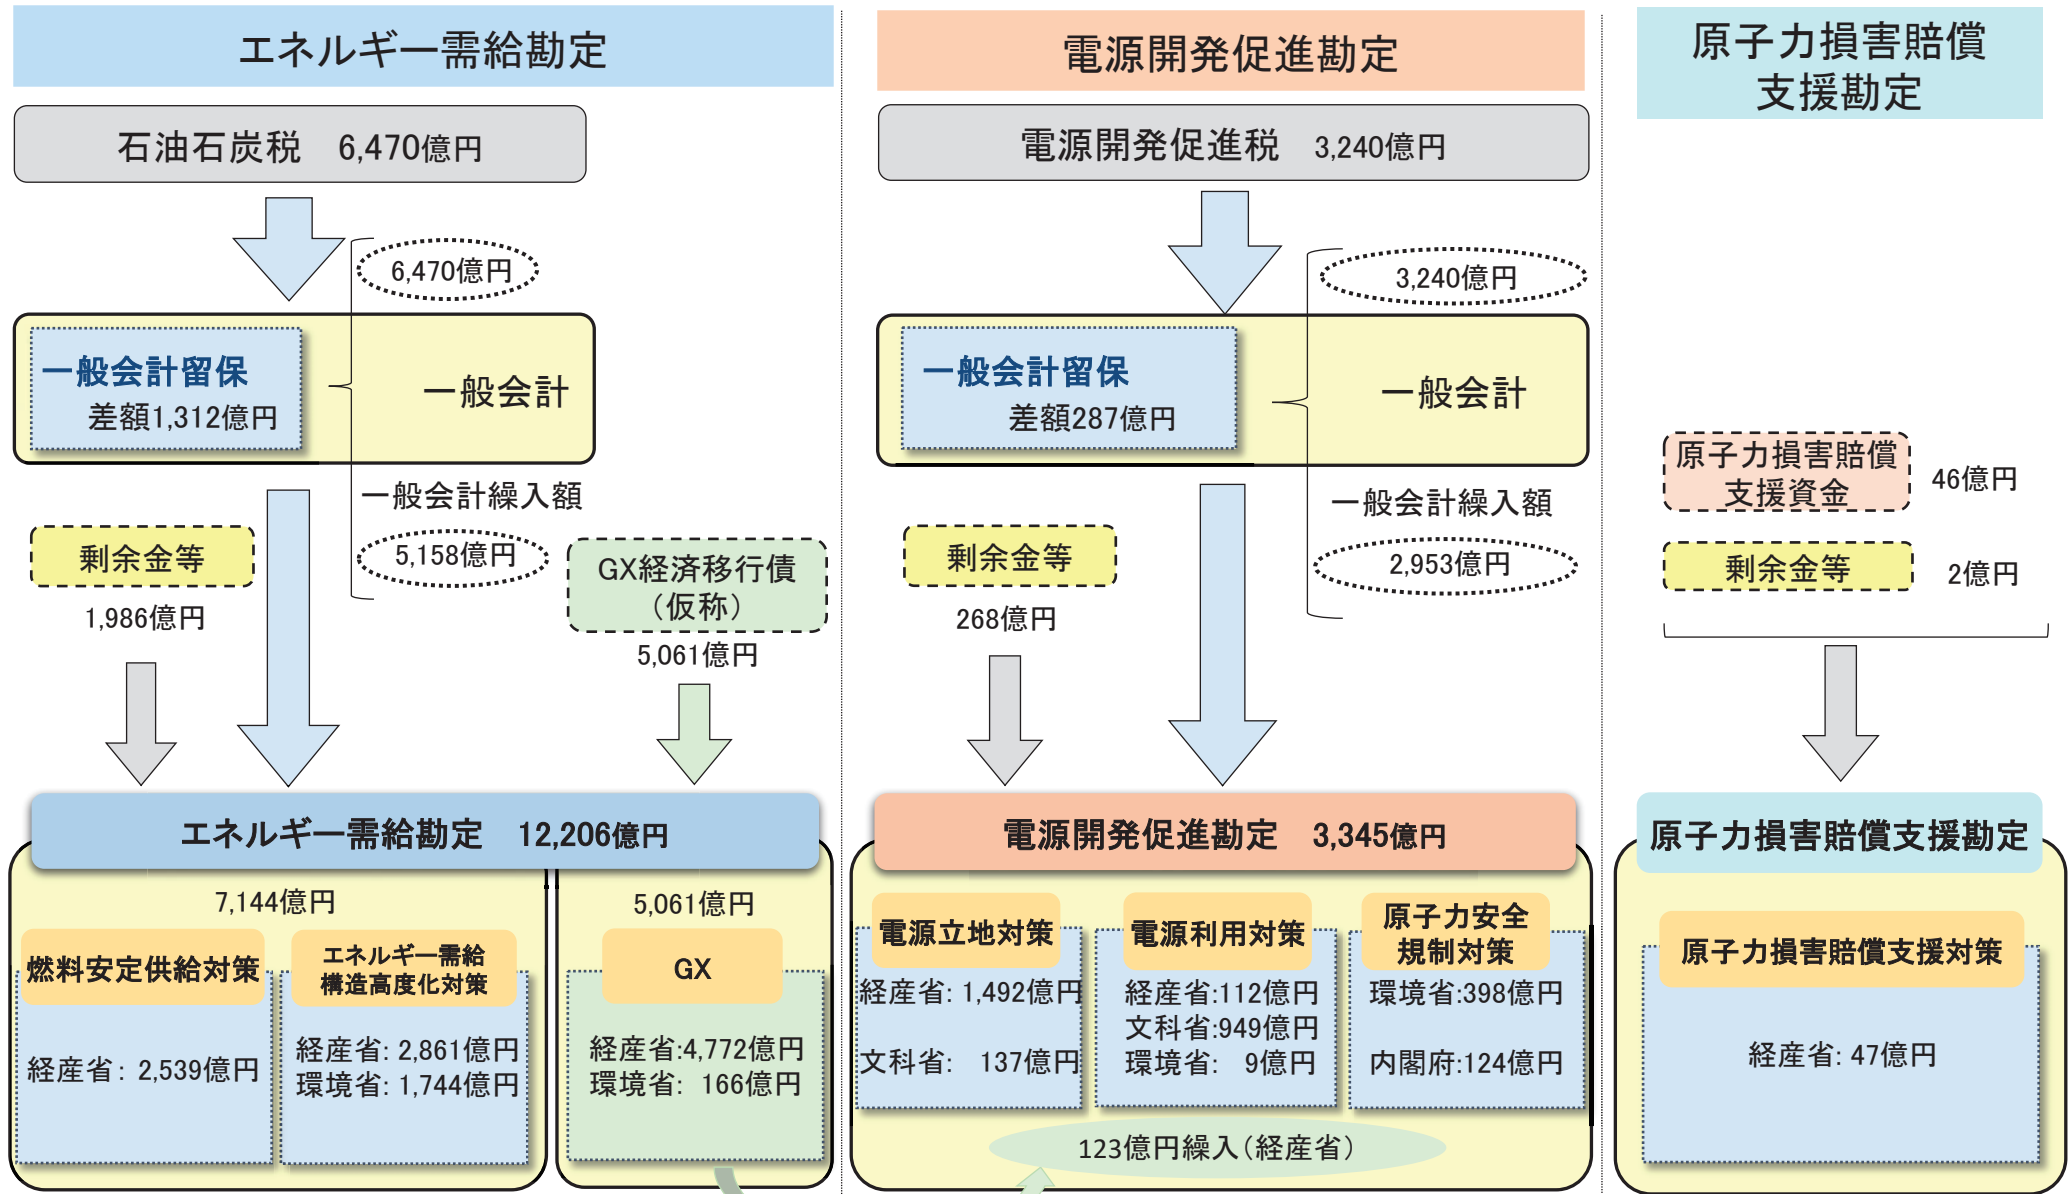 エネルギー需給勘定
石油石炭税 6,470億円
6,470億円
一般会計留保
差額1,312億円
一般会計
一般会計繰入額
5,158億円
剰余金等
1,986億円
GX経済移行債
（仮称）
5,061億円
エネルギー需給勘定 12,206億円
7,144億円
5,061億円
燃料安定供給対策
経産省: 2,539億円
エネルギー需給
構造高度化対策
経産省: 2,861億円
環境省: 1,744億円
GX
経産省:4,772億円
環境省: 166億円
電源開発促進勘定
電源開発促進税 3,240億円
3,240億円
一般会計留保
差額287億円
一般会計
一般会計繰入額
2,953億円
剰余金等
268億円
電源開発促進勘定 3,345億円
電源立地対策
経産省: 1,492億円
文科省: 137億円
電源利用対策
経産省:112億円
文科省:949億円
環境省: 9億円
原子力安全
規制対策
環境省:398億円
内閣府:124億円
123億円繰入（経産省）
原子力損害賠償
支援勘定
原子力損害賠償
支援資金
46億円
剰余金等
2億円
原子力損害賠償支援勘定
原子力損害賠償支援対策
経産省: 47億円